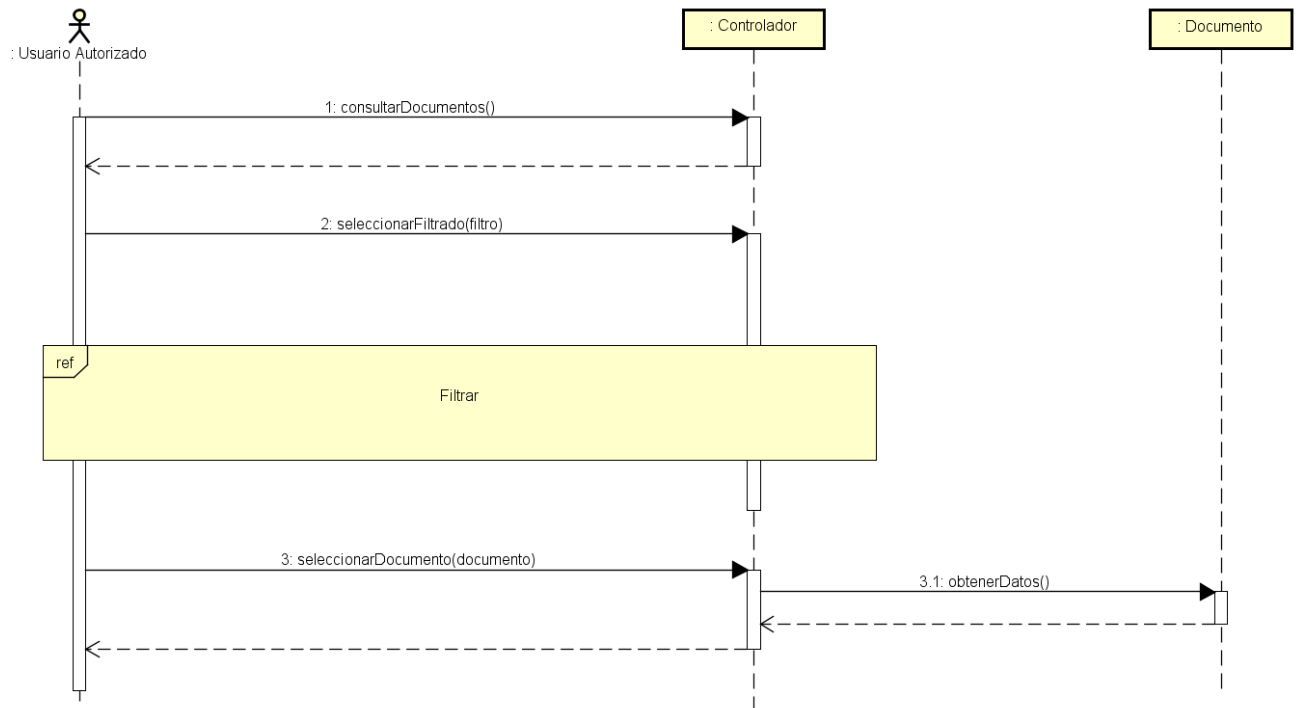 : Usuario Autorizado
: Controlador
: Documento
1: consultarDocumentos()
2: seleccionarFiltrado(filtro)
ref
Filtrar
3: seleccionarDocumento(documento)
3.1: obtenerDatos()